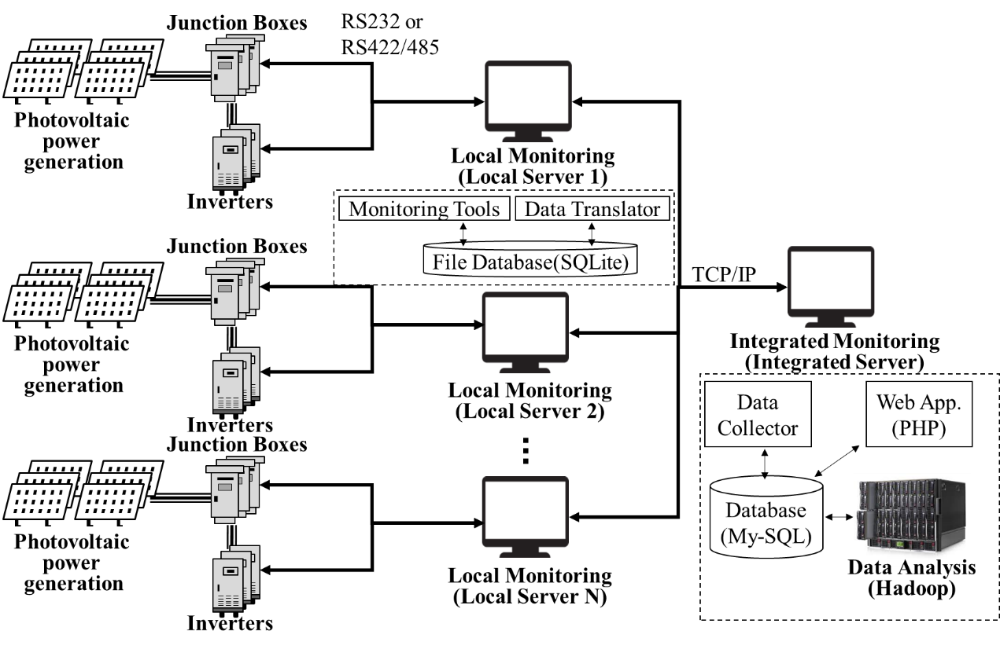 Junction Boxes
RS232 or
RS422/485
Photovoltaic
power
generation
Inverters
Local Monitoring
(Local Server 1)
Monitoring Tools
Data Translator
File Database(SQLite)
Junction Boxes
Photovoltaic
power
generation
Inverters
Local Monitoring
(Local Server 2)
TCP/IP
Integrated Monitoring
(Integrated Server)
Data
Collector
Web App.
(PHP)
Database
(My-SQL)
Data Analysis
(Hadoop)
Junction Boxes
Photovoltaic
power
generation
Inverters
Local Monitoring
(Local Server N)